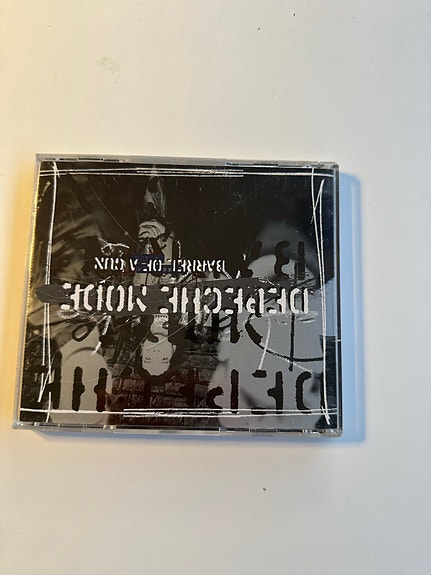 DEPECHE MODE
BARREL OF A GUN